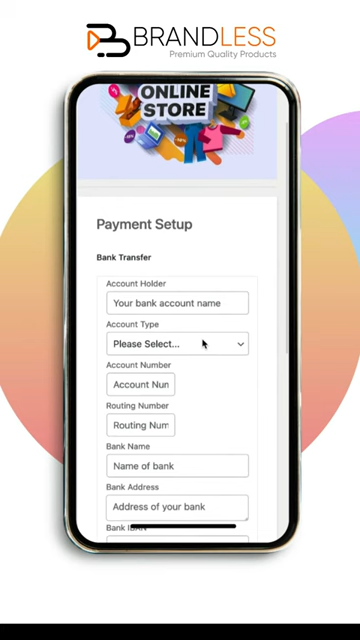 BRANDLESS
Premium Quality Products
ONLINE
STORE
Payment Setup
Bank Transfer
Account Holder
Your bank account name
Account Type
Please Select...
Account Number
Account Num
Routing Number
Routing Num
Bank Name
Name of bank
Bank Address
Address of your bank
Bank IBAN